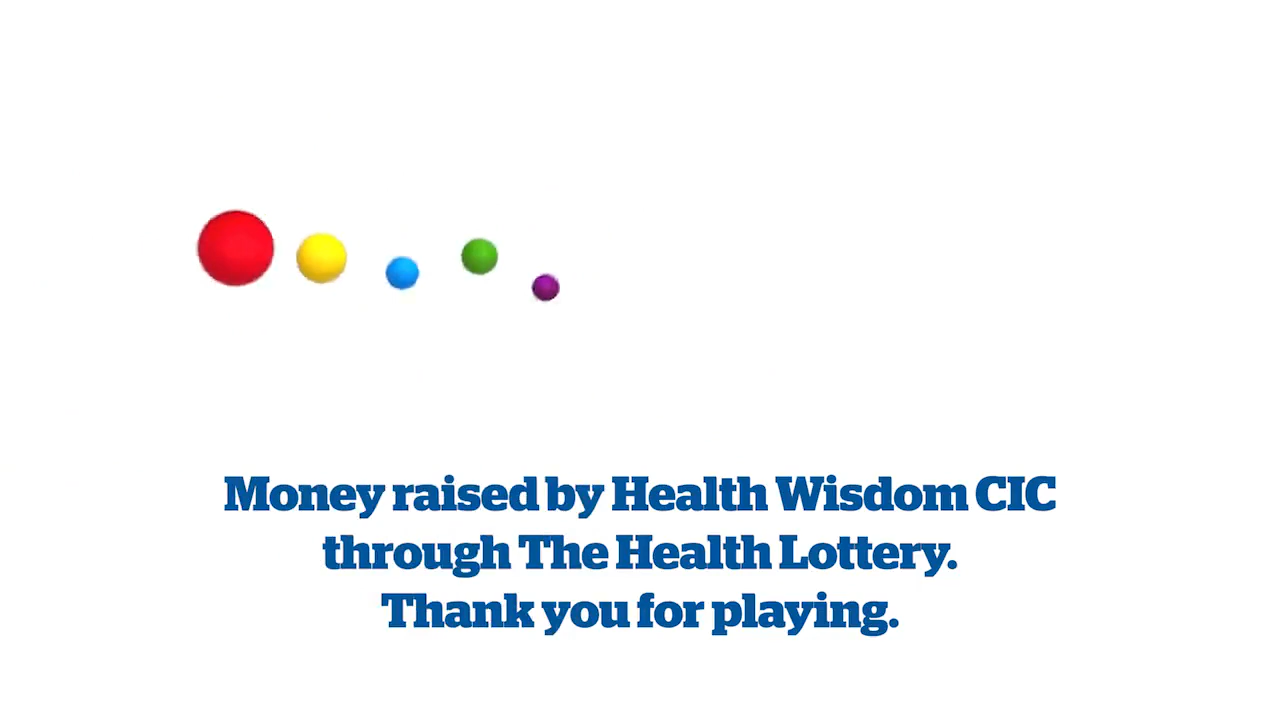 Money raised by Health Wisdom CIC
through The Health Lottery.
Thank you for playing.